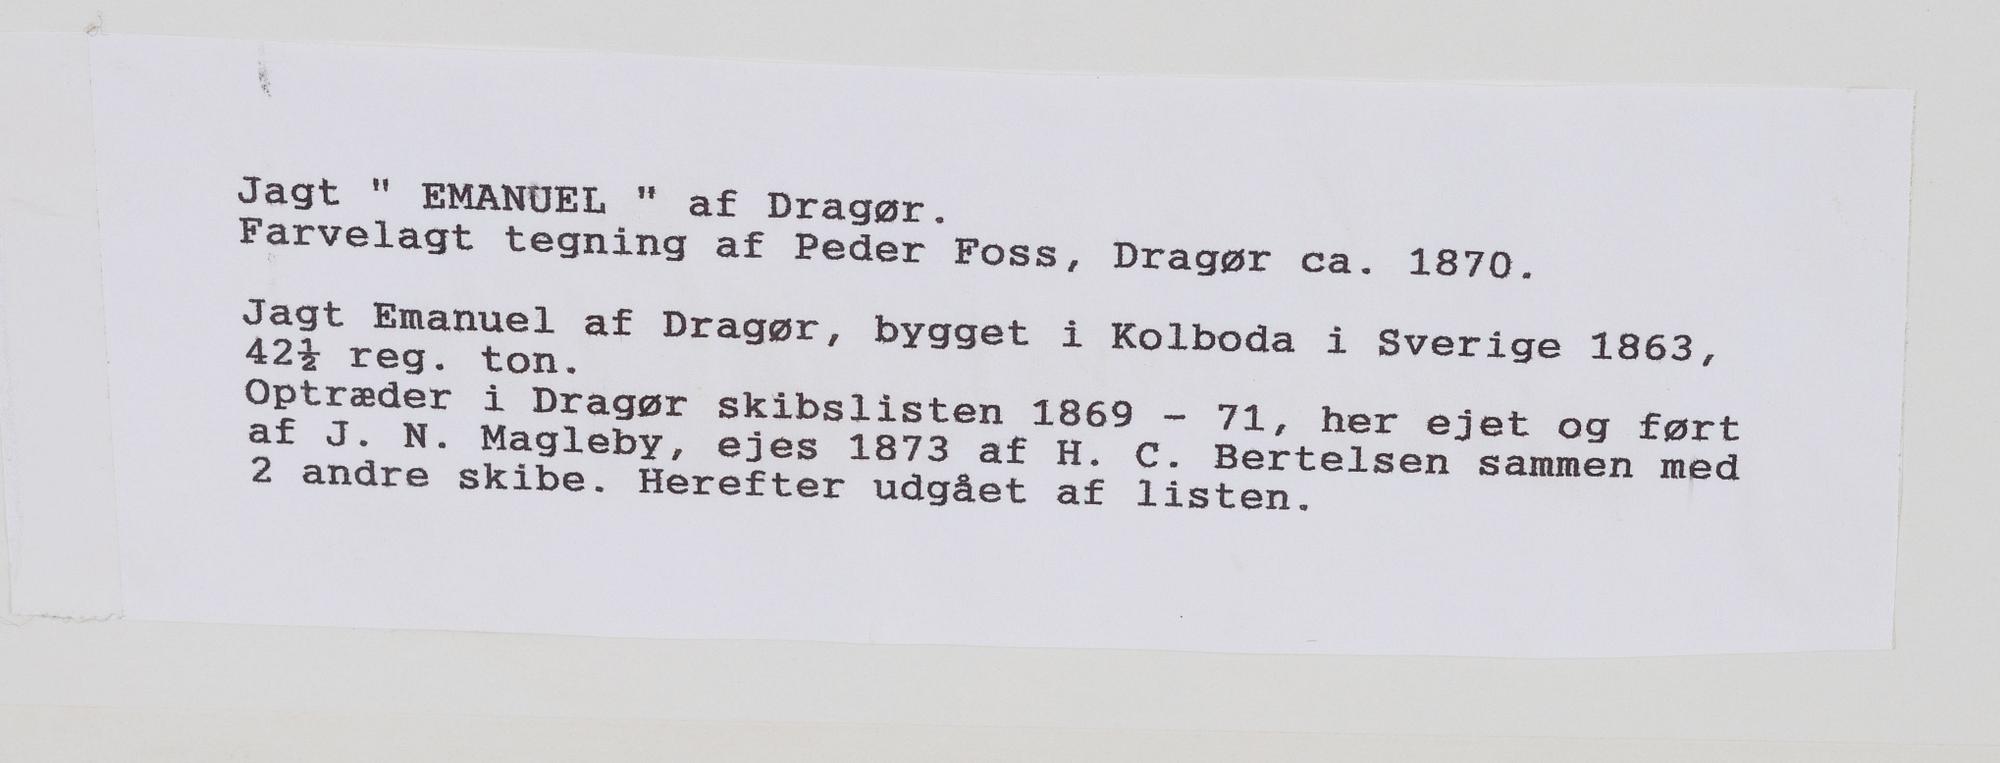 Jagt " EMANUEL " af Dragør.
Farvelagt tegning af Peder Foss, Dragør ca. 1870.
Jagt Emanuel af Dragør, bygget i Kolboda i Sverige 1863,
42½ reg. ton.
Optræder i Dragør skibslisten 1869 - 71, her ejet og ført
af J. N. Magleby, ejes 1873 af H. C. Bertelsen sammen med
2 andre skibe. Herefter udgået af listen.